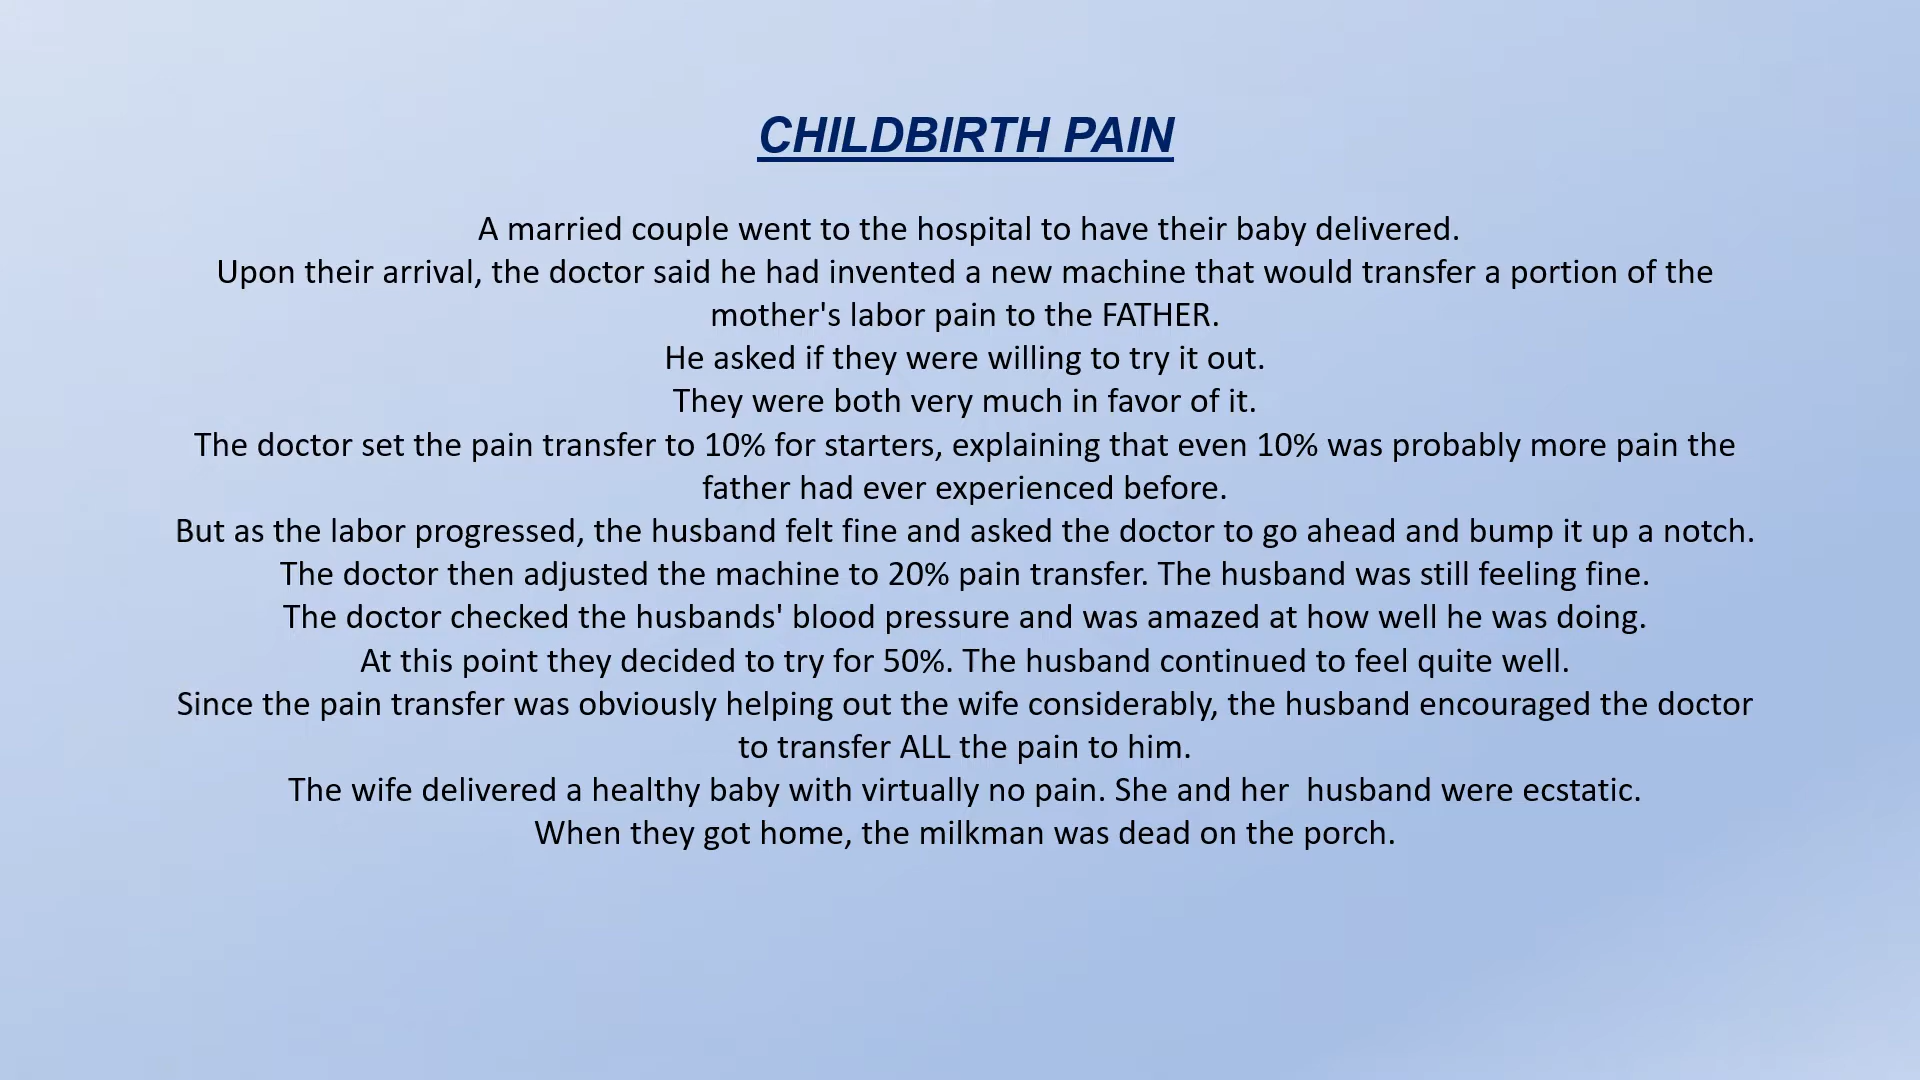 CHILDBIRTH PAIN
A married couple went to the hospital to have their baby delivered.
Upon their arrival, the doctor said he had invented a new machine that would transfer a portion of the
mother's labor pain to the FATHER.
He asked if they were willing to try it out.
They were both very much in favor of it.
The doctor set the pain transfer to 10% for starters, explaining that even 10% was probably more pain the
father had ever experienced before.
But as the labor progressed, the husband felt fine and asked the doctor to go ahead and bump it up a notch.
The doctor then adjusted the machine to 20% pain transfer. The husband was still feeling fine.
The doctor checked the husbands' blood pressure and was amazed at how well he was doing.
At this point they decided to try for 50%. The husband continued to feel quite well.
Since the pain transfer was obviously helping out the wife considerably, the husband encouraged the doctor
to transfer ALL the pain to him.
The wife delivered a healthy baby with virtually no pain. She and her  husband were ecstatic.
When they got home, the milkman was dead on the porch.